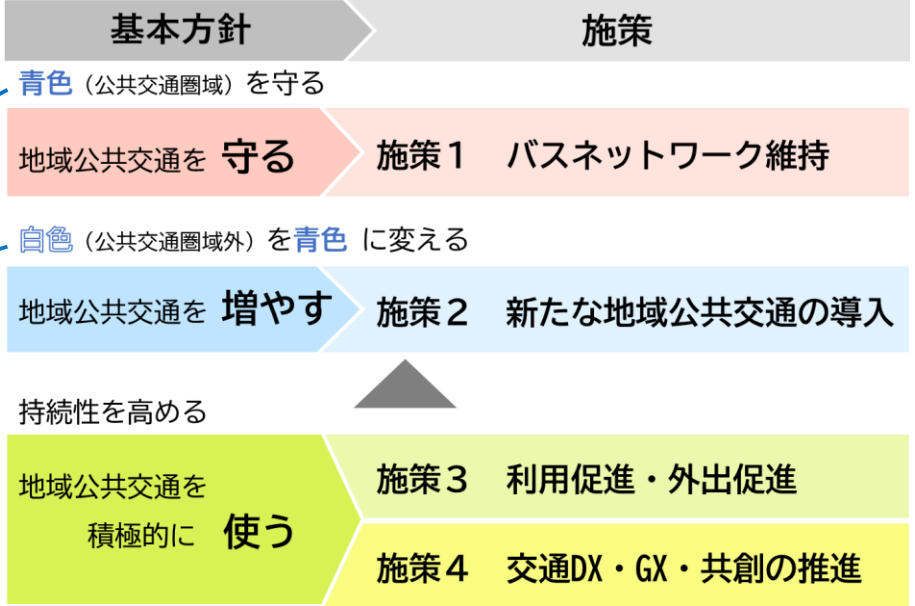 基本方針
施策
青色（公共交通圏域）を守る
地域公共交通を 守る
施策１ バスネットワーク維持
白色（公共交通圏域外）を青色 に変える
地域公共交通を 増やす
施策２ 新たな地域公共交通の導入
持続性を高める
地域公共交通を
積極的に 使う
施策３ 利用促進・外出促進
施策４ 交通DX・GX・共創の推進